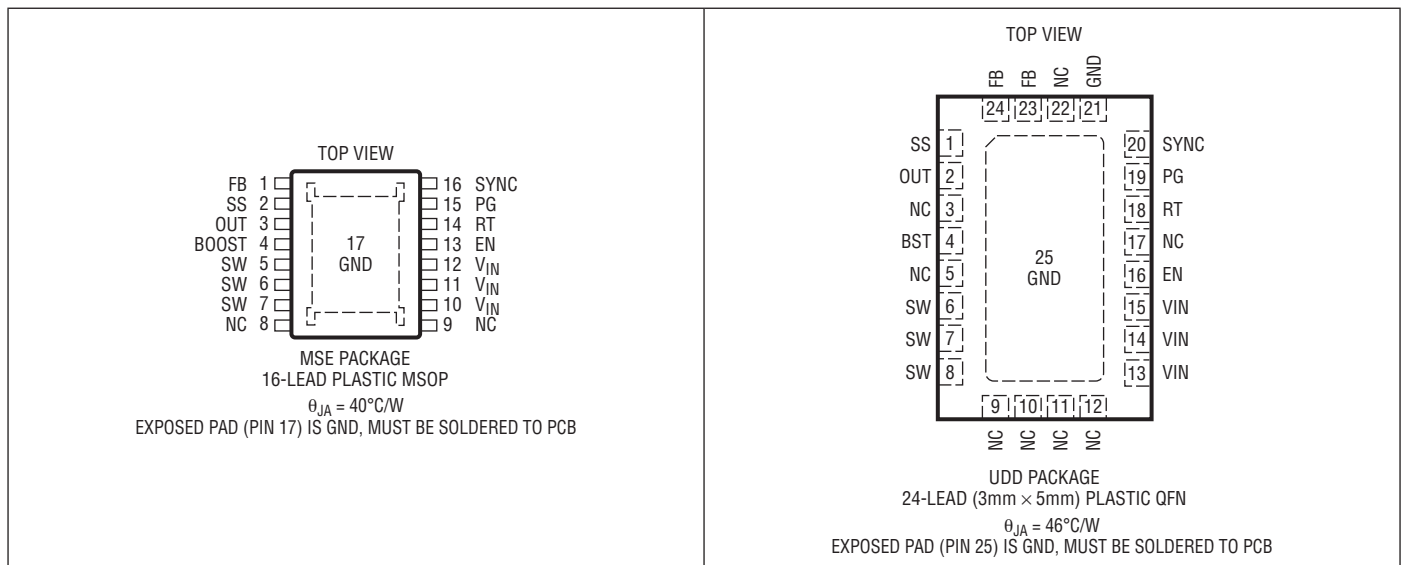 TOP VIEW
FB 1
SS 2
OUT 3
BOOST 4
SW 5
SW 6
SW 7
NC 8
17
GND
16 SYNC
15 PG
14 RT
13 EN
12 VIN
11 VIN
10 VIN
9 NC
MSE PACKAGE
16-LEAD PLASTIC MSOP
θJA = 40°C/W
EXPOSED PAD (PIN 17) IS GND, MUST BE SOLDERED TO PCB
TOP VIEW
FB FB NC GND
24 23 22 21
SS 1
OUT 2
NC 3
BST 4
NC 5
SW 6
SW 7
SW 8
25
GND
20 SYNC
19 PG
18 RT
17 NC
16 EN
15 VIN
14 VIN
13 VIN
9 10 11 12
NC NC NC NC
UDD PACKAGE
24-LEAD (3mm × 5mm) PLASTIC QFN
θJA = 46°C/W
EXPOSED PAD (PIN 25) IS GND, MUST BE SOLDERED TO PCB